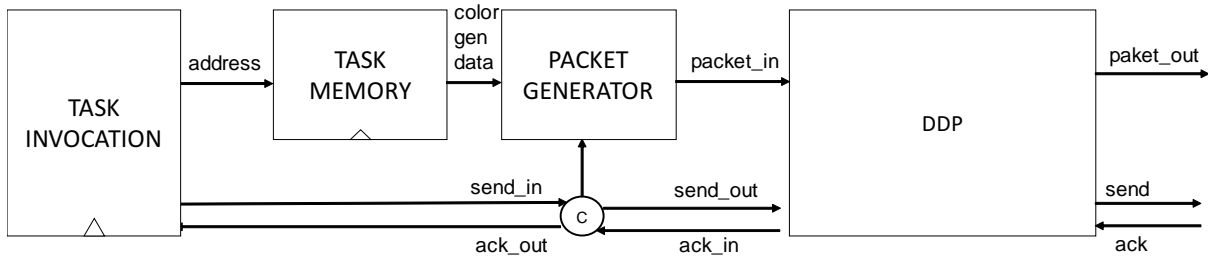 color
gen
data
address
TASK
MEMORY
PACKET
GENERATOR
packet_in
paket_out
TASK
INVOCATION
DDP
send_in
send_out
send
C
ack_out
ack_in
ack